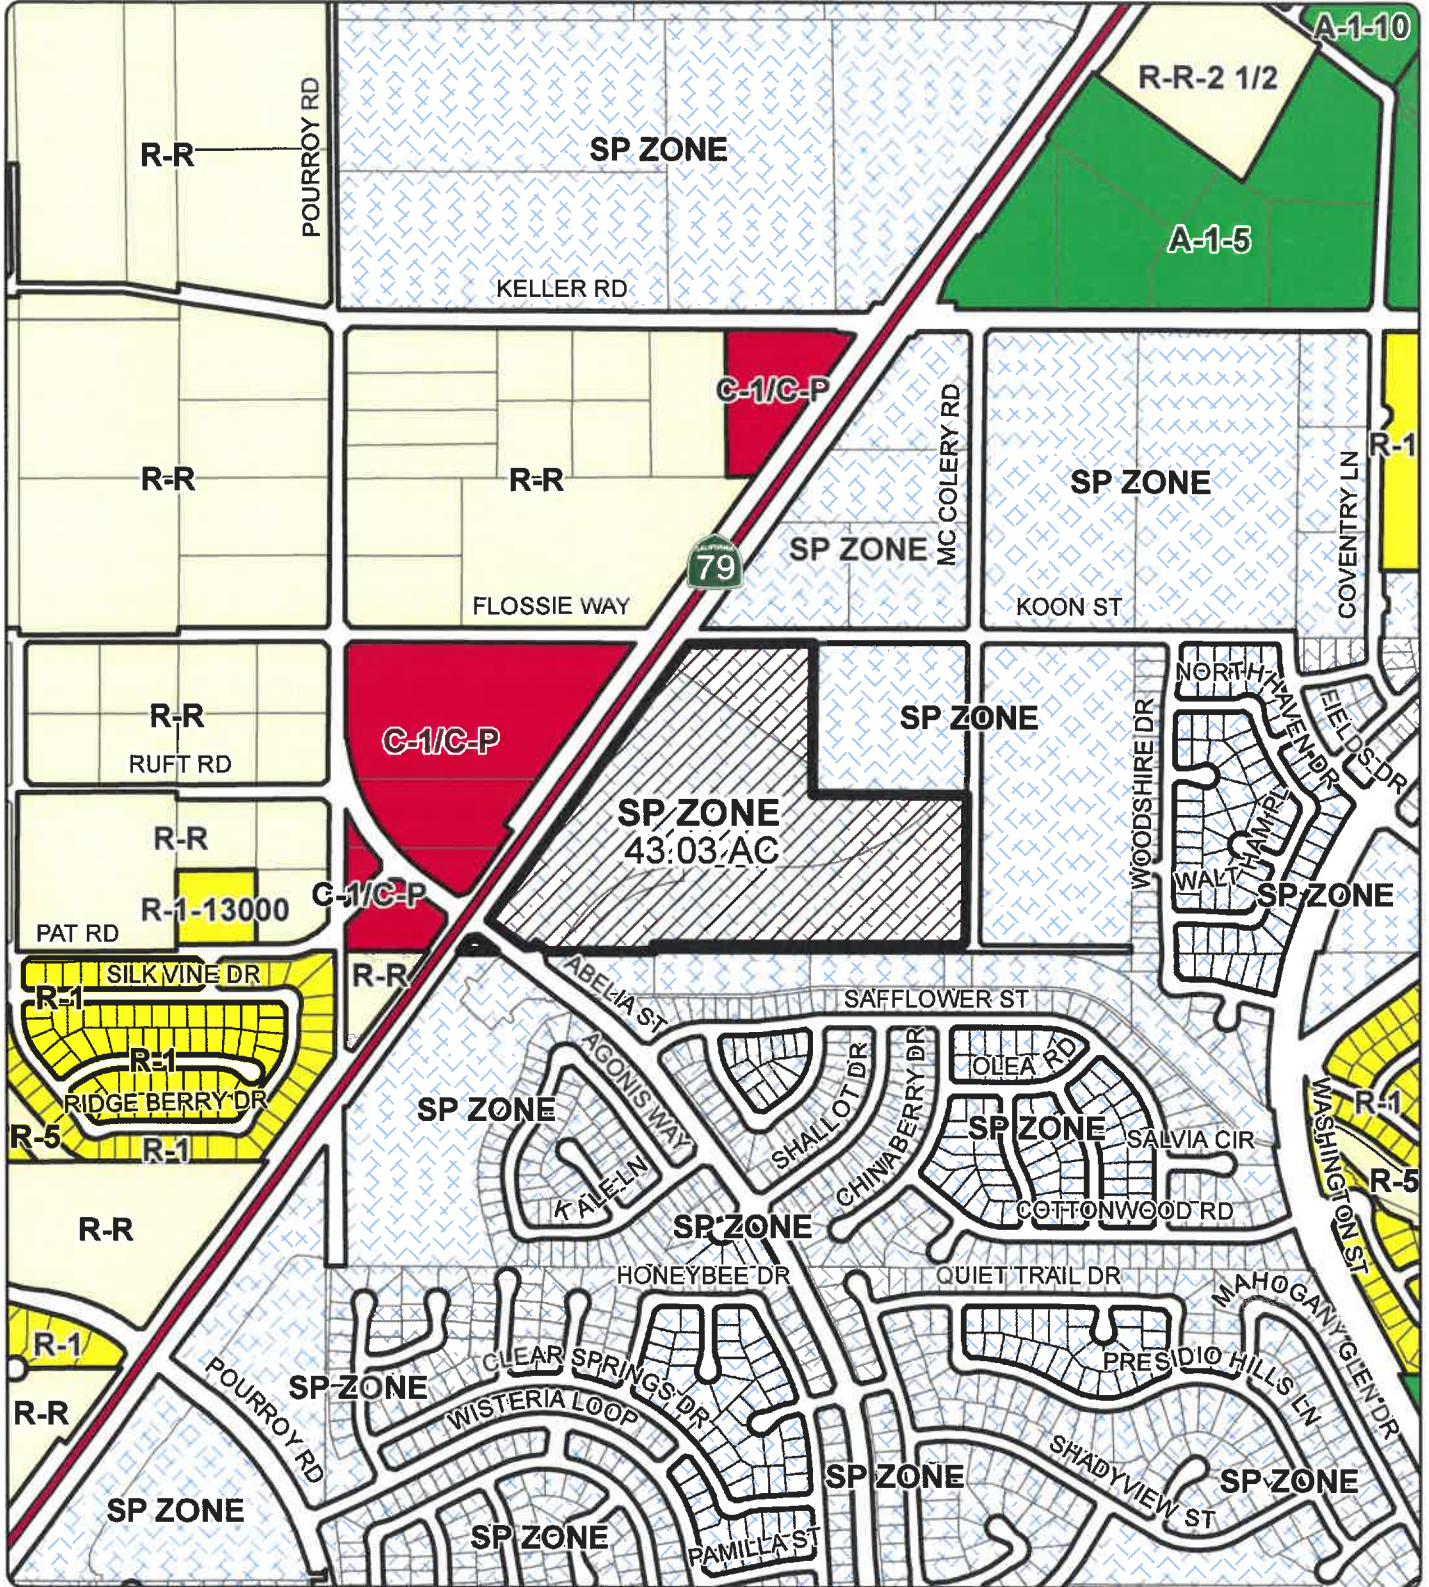 A-1-10
R-R-2 1/2
POURROY RD
R-R
SP ZONE
A-1-5
KELLER RD
C-1/C-P
MC COLERY RD
R-1
R-R
R-R
SP ZONE
COVENTRY LN
SP ZONE
CALIFORNIA
79
FLOSSIE WAY
KOON ST
NORTH HAVEN DR
FIELDS DR
R-R
SP ZONE
WOODSHIRE DR
C-1/C-P
RUFT RD
SP ZONE
43.03 AC
R-R
WALTHAM PL
C-1/C-P
SP ZONE
R-1-13000
PAT RD
SILK VINE DR
R-R
ABELIA ST
SAFFLOWER ST
R-1
AGONIS WAY
SHALLOT DR
CHINABERRY DR
OLEA RD
R-1
RIDGE BERRY DR
SP ZONE
WASHINGTON ST
R-1
R-5
R-1
SP ZONE
SALVIA CIR
KALE LN
R-5
COTTONWOOD RD
R-R
SP ZONE
HONEYBEE DR
QUIET TRAIL DR
MAHOGANY GLEN DR
R-1
CLEAR SPRINGS DR
PRESIDIO HILLS LN
POURROY RD
SP ZONE
R-R
WISTERIA LOOP
SHADYVIEW ST
SP ZONE
SP ZONE
SP ZONE
SP ZONE
PAMILLA ST